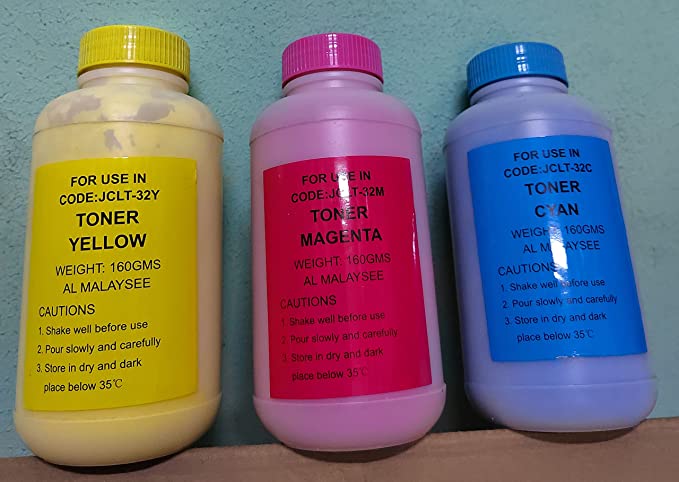 FOR USE IN
CODE:JCLT-32Y
TONER
YELLOW
WEIGHT: 160GMS
AL MALAYSEE
CAUTIONS
1. Shake well before use
2. Pour slowly and carefully
3. Store in dry and dark
place below 35℃
FOR USE IN
CODE:JCLT-32M
TONER
MAGENTA
WEIGHT: 160GMS
AL MALAYSEE
CAUTIONS
1. Shake well before use
2. Pour slowly and carefully
3. Store in dry and dark
place below 35℃
FOR USE IN
CODE:JCLT-32C
TONER
CYAN
WEIGHT: 160GMS
AL MALAYSEE
CAUTIONS
1. Shake well before use
2. Pour slowly and carefully
3. Store in dry and dark
place below 35℃